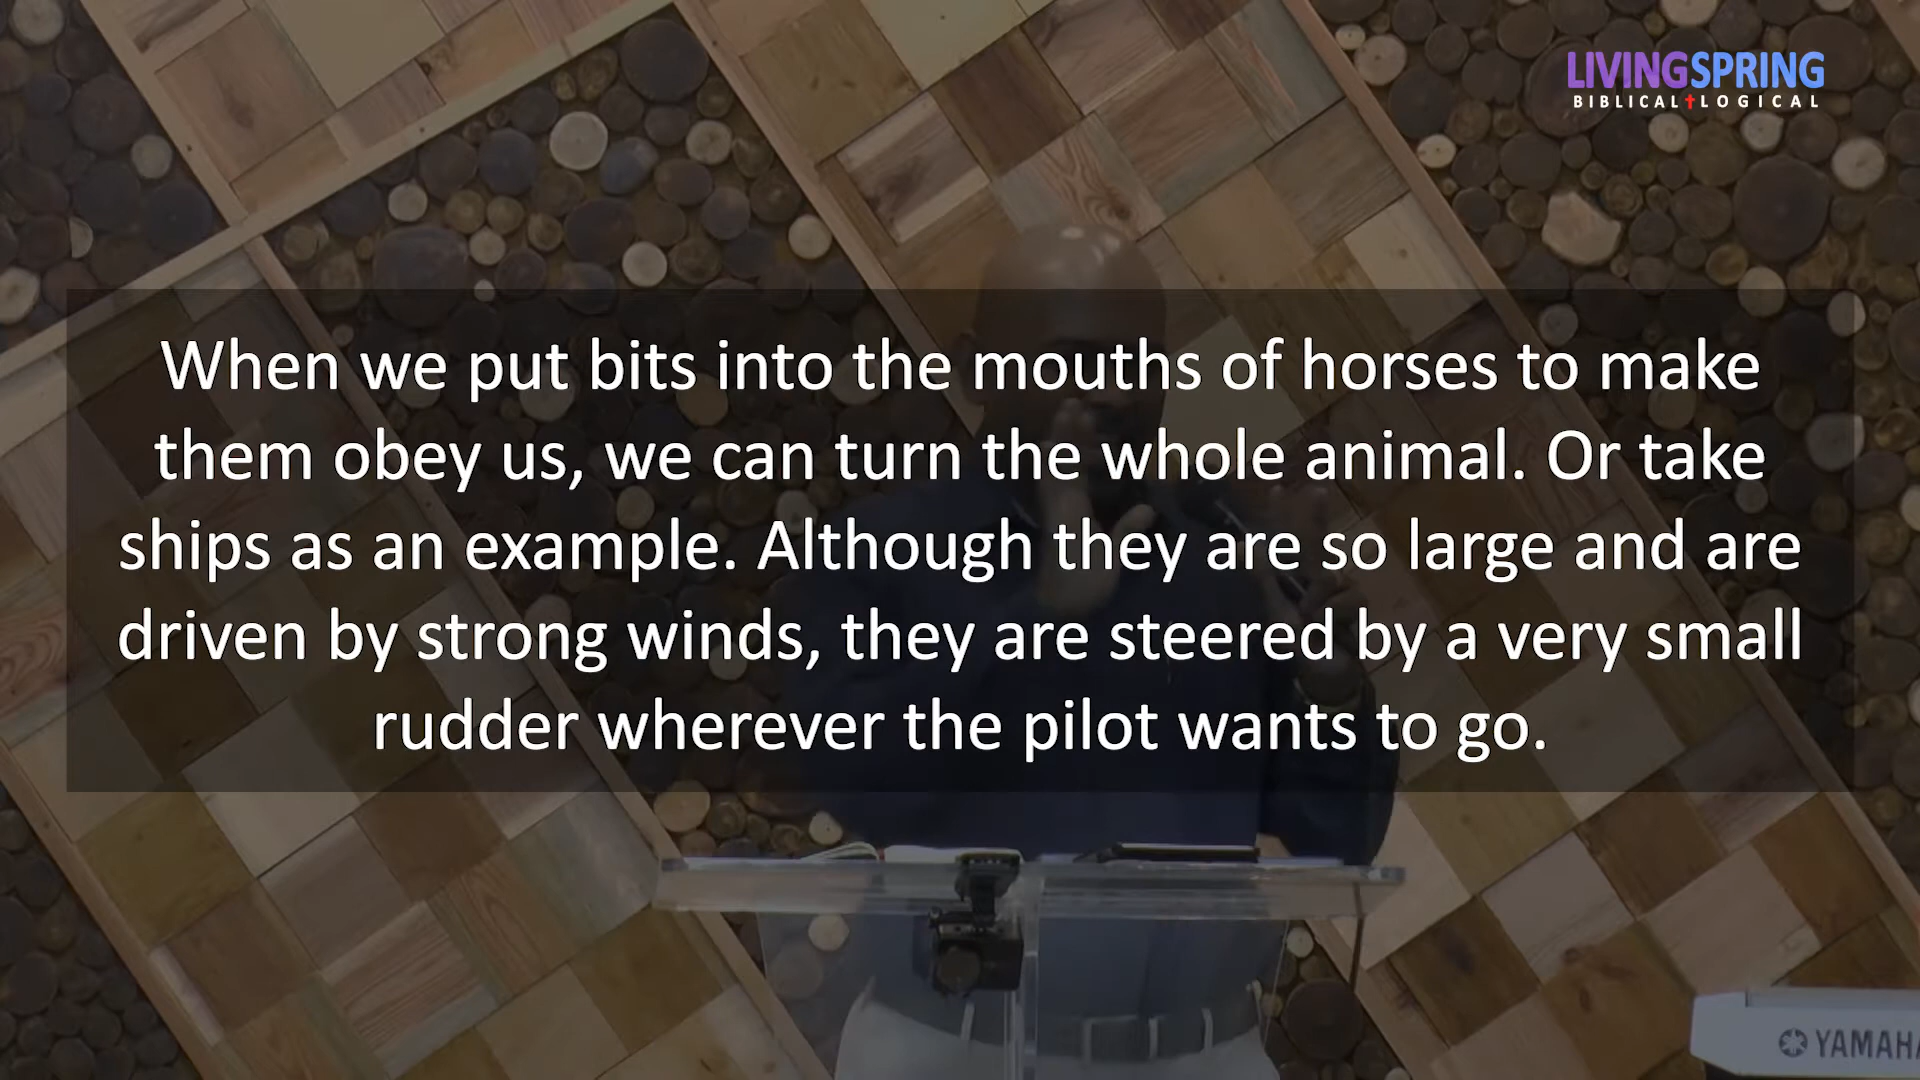 LIVINGSPRING
BIBLICAL LOGICAL
When we put bits into the mouths of horses to make
them obey us, we can turn the whole animal. Or take
ships as an example. Although they are so large and are
driven by strong winds, they are steered by a very small
rudder wherever the pilot wants to go.
YAMAHA